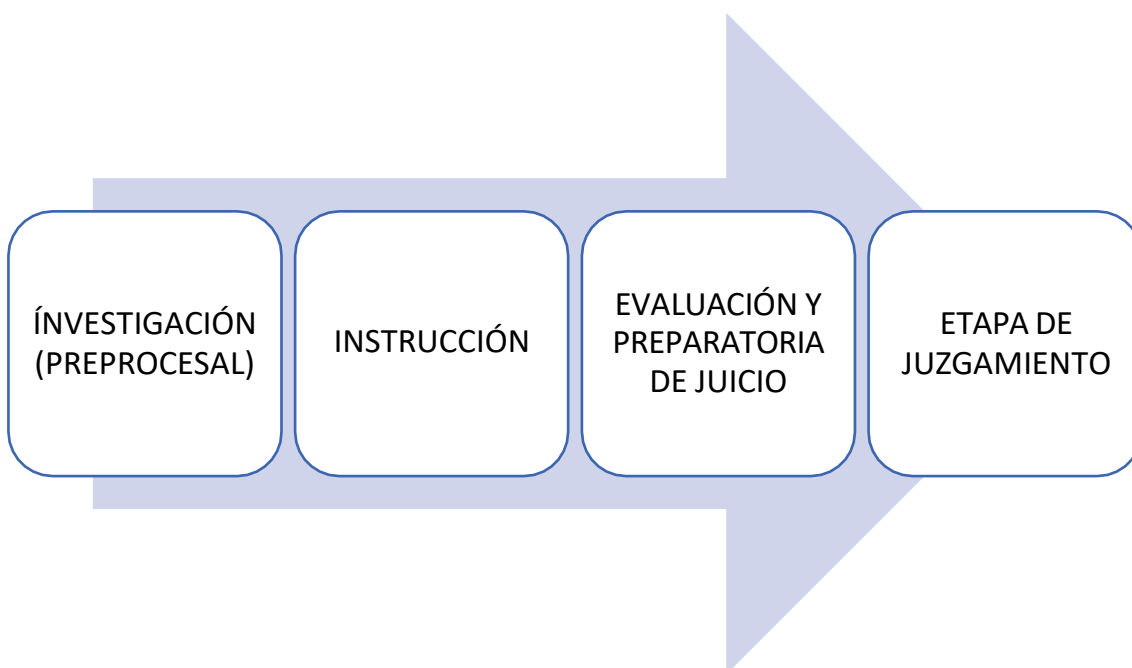 ÍNVESTIGACIÓN
(PREPROCESAL)
INSTRUCCIÓN
EVALUACIÓN Y
PREPARATORIA
DE JUICIO
ETAPA DE
JUZGAMIENTO